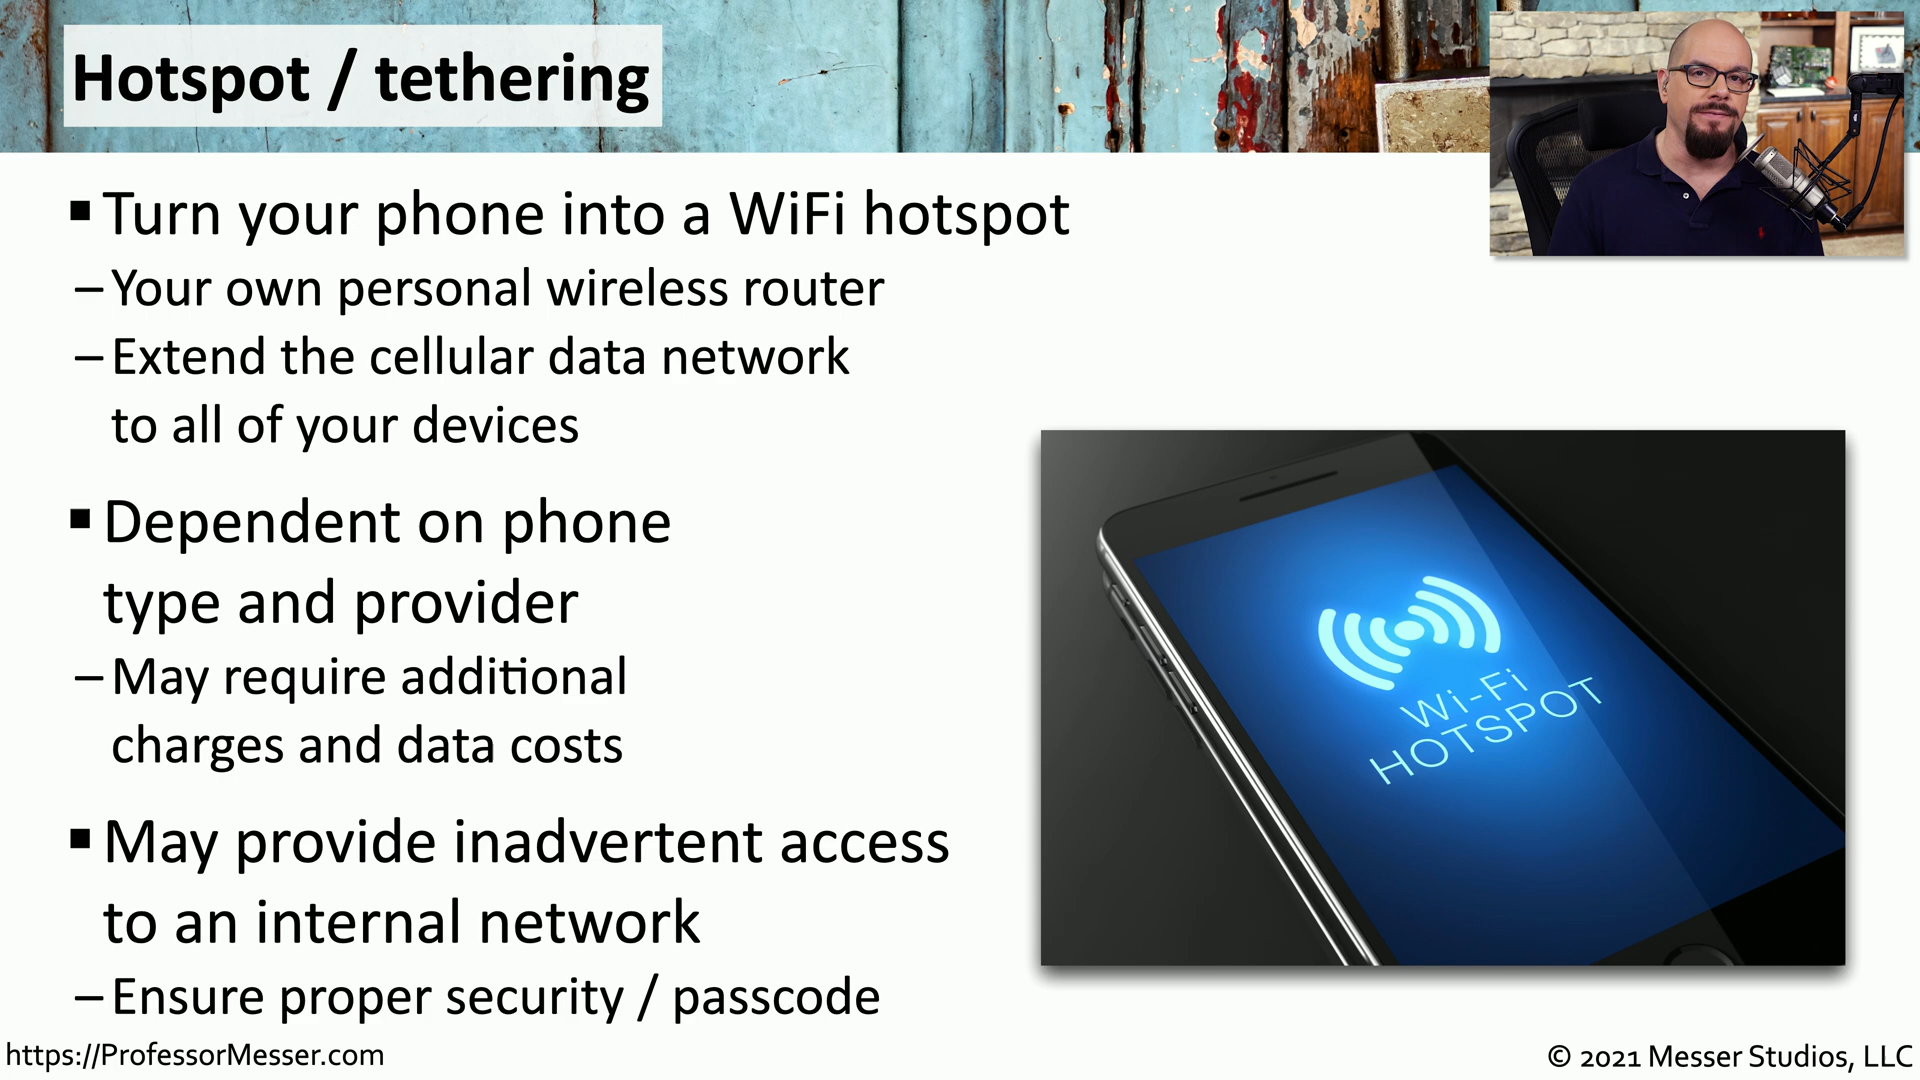 Hotspot / tethering
▪ Turn your phone into a WiFi hotspot
– Your own personal wireless router
– Extend the cellular data network
to all of your devices
▪ Dependent on phone
type and provider
– May require additional
charges and data costs
▪ May provide inadvertent access
to an internal network
– Ensure proper security / passcode
Wi-Fi
HOTSPOT
https://ProfessorMesser.com
© 2021 Messer Studios, LLC